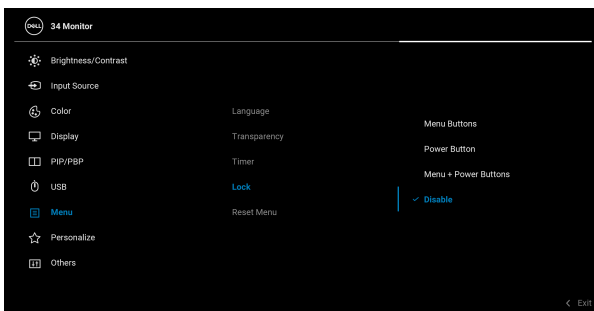 DELL 34 Monitor
Brightness/Contrast
Input Source
Color
Display
PIP/PBP
USB
Menu
Personalize
Others
Language
Transparency
Timer
Lock
Reset Menu
Menu Buttons
Power Button
Menu + Power Buttons
Disable
Exit